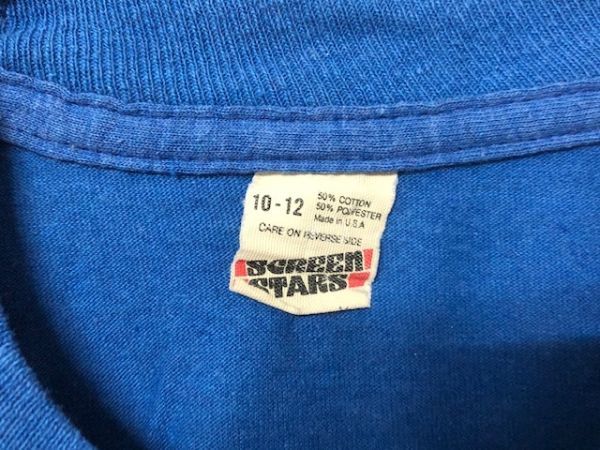 10-12
50% COTTON
50% POLYESTER
Made in U.S.A
CARE ON REVERSE SIDE
SCREEN
STARS